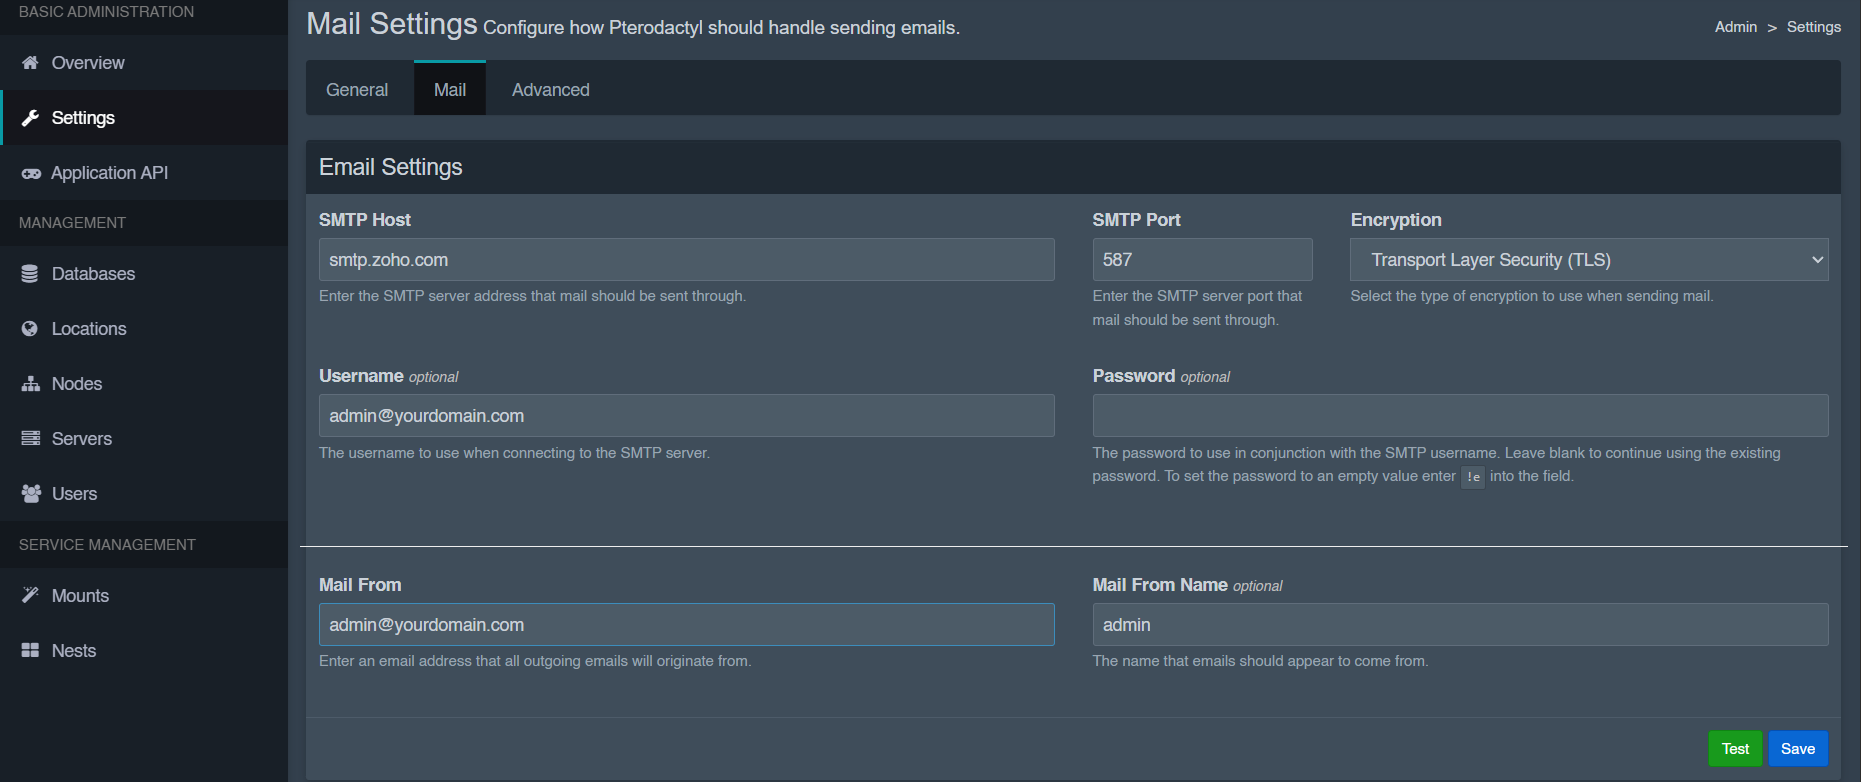 BASIC ADMINISTRATION
Overview
Settings
Application API
MANAGEMENT
Databases
Locations
Nodes
Servers
Users
SERVICE MANAGEMENT
Mounts
Nests
Mail Settings Configure how Pterodactyl should handle sending emails.
Admin > Settings
General Mail Advanced
Email Settings
SMTP Host
smtp.zoho.com
Enter the SMTP server address that mail should be sent through.
SMTP Port
587
Enter the SMTP server port that
mail should be sent through.
Encryption
Transport Layer Security (TLS)
Select the type of encryption to use when sending mail.
Username optional
admin@yourdomain.com
The username to use when connecting to the SMTP server.
Password optional
The password to use in conjunction with the SMTP username. Leave blank to continue using the existing
password. To set the password to an empty value enter !e into the field.
Mail From
admin@yourdomain.com
Enter an email address that all outgoing emails will originate from.
Mail From Name optional
admin
The name that emails should appear to come from.
Test Save